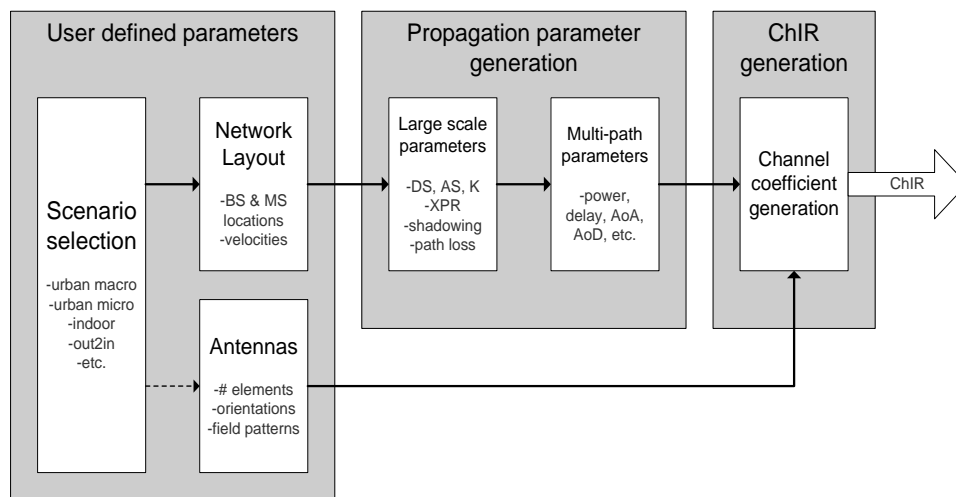 User defined parameters
Scenario
selection
-urban macro
-urban micro
-indoor
-out2in
-etc.
Network
Layout
-BS & MS
locations
-velocities
Antennas
-# elements
-orientations
-field patterns
Propagation parameter
generation
Large scale
parameters
-DS, AS, K
-XPR
-shadowing
-path loss
Multi-path
parameters
-power,
delay, AoA,
AoD, etc.
ChIR
generation
Channel
coefficient
generation
ChIR